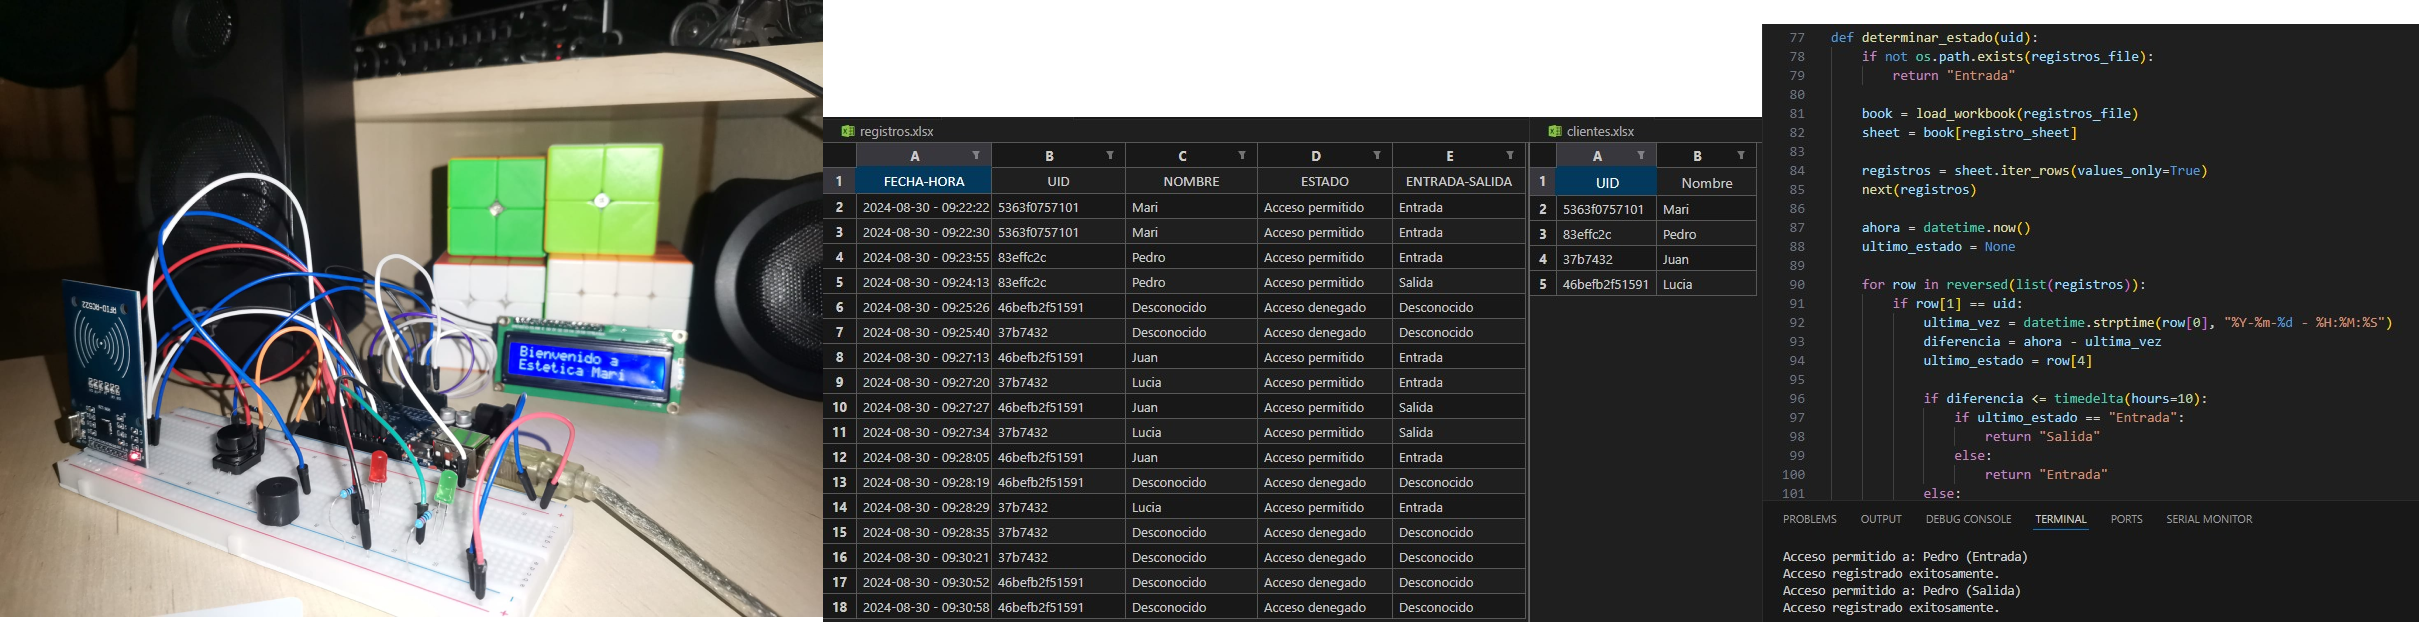 RFID-RC522
Bienvenido a
Estetica Mari
registros.xlsx
A B C D E
1 FECHA-HORA UID NOMBRE ESTADO ENTRADA-SALIDA
2 2024-08-30 - 09:22:22 5363f0757101 Mari Acceso permitido Entrada
3 2024-08-30 - 09:22:30 5363f0757101 Mari Acceso permitido Entrada
4 2024-08-30 - 09:23:55 83effc2c Pedro Acceso permitido Entrada
5 2024-08-30 - 09:24:13 83effc2c Pedro Acceso permitido Salida
6 2024-08-30 - 09:25:26 46befb2f51591 Desconocido Acceso denegado Desconocido
7 2024-08-30 - 09:25:40 37b7432 Desconocido Acceso denegado Desconocido
8 2024-08-30 - 09:27:13 46befb2f51591 Juan Acceso permitido Entrada
9 2024-08-30 - 09:27:20 37b7432 Lucia Acceso permitido Entrada
10 2024-08-30 - 09:27:27 46befb2f51591 Juan Acceso permitido Salida
11 2024-08-30 - 09:27:34 37b7432 Lucia Acceso permitido Salida
12 2024-08-30 - 09:28:05 46befb2f51591 Juan Acceso permitido Entrada
13 2024-08-30 - 09:28:19 46befb2f51591 Desconocido Acceso denegado Desconocido
14 2024-08-30 - 09:28:29 37b7432 Lucia Acceso permitido Entrada
15 2024-08-30 - 09:28:35 37b7432 Desconocido Acceso denegado Desconocido
16 2024-08-30 - 09:30:21 37b7432 Desconocido Acceso denegado Desconocido
17 2024-08-30 - 09:30:52 46befb2f51591 Desconocido Acceso denegado Desconocido
18 2024-08-30 - 09:30:58 46befb2f51591 Desconocido Acceso denegado Desconocido
clientes.xlsx
A B
1 UID Nombre
2 5363f0757101 Mari
3 83effc2c Pedro
4 37b7432 Juan
5 46befb2f51591 Lucia
77 def determinar_estado(uid):
78 if not os.path.exists(registros_file):
79 return "Entrada"
80
81 book = load_workbook(registros_file)
82 sheet = book[registro_sheet]
83
84 registros = sheet.iter_rows(values_only=True)
85 next(registros)
86
87 ahora = datetime.now()
88 ultimo_estado = None
89
90 for row in reversed(list(registros)):
91 if row[1] == uid:
92 ultima_vez = datetime.strptime(row[0], "%Y-%m-%d - %H:%M:%S")
93 diferencia = ahora - ultima_vez
94 ultimo_estado = row[4]
95
96 if diferencia <= timedelta(hours=10):
97 if ultimo_estado == "Entrada":
98 return "Salida"
99 else:
100 return "Entrada"
101 else:
PROBLEMS OUTPUT DEBUG CONSOLE TERMINAL PORTS SERIAL MONITOR
Acceso permitido a: Pedro (Entrada)
Acceso registrado exitosamente.
Acceso permitido a: Pedro (Salida)
Acceso registrado exitosamente.